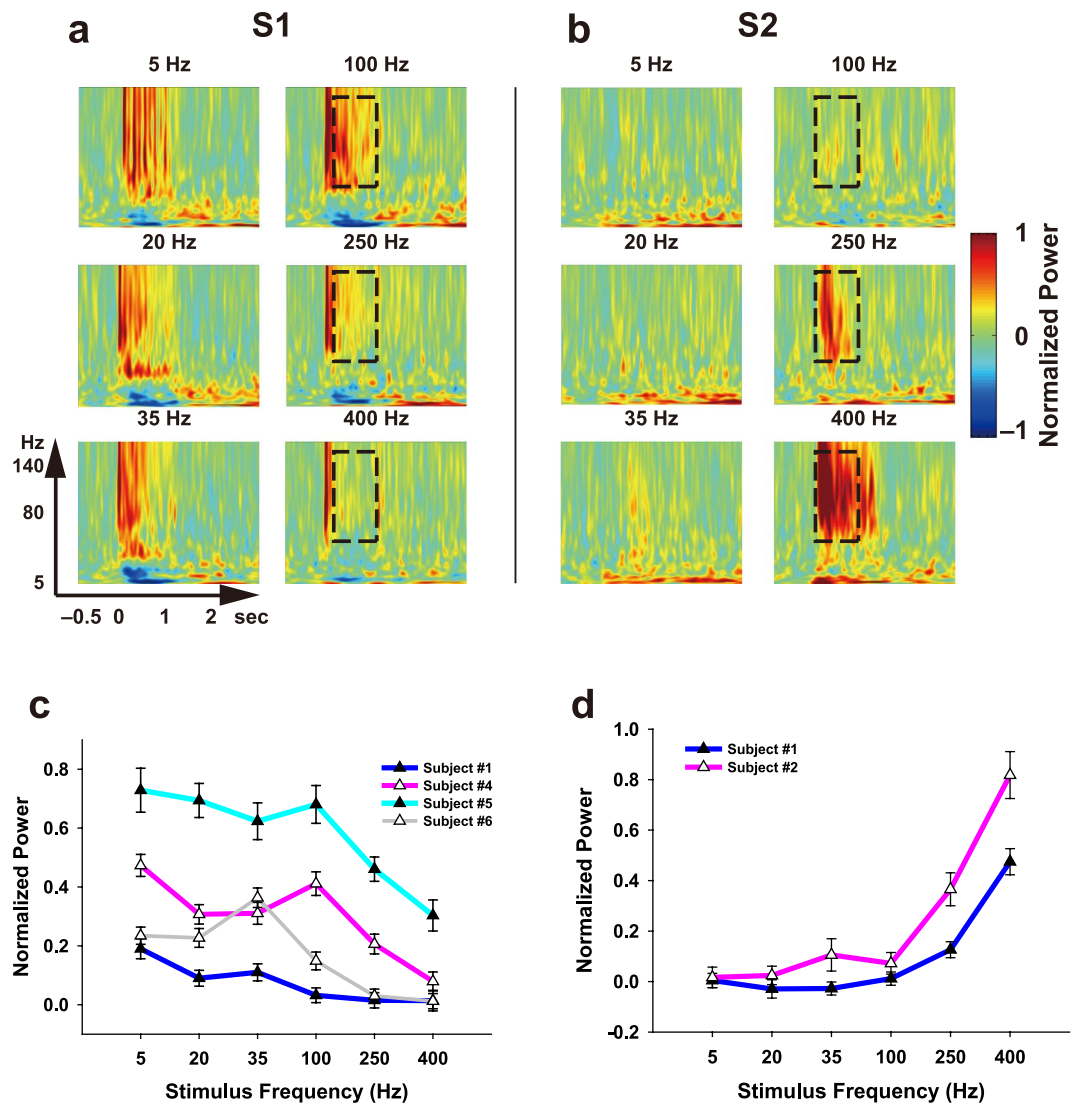 a S1
5 Hz 100 Hz
20 Hz 250 Hz
35 Hz 400 Hz
Hz
140
80
5
–0.5 0 1 2 sec
b S2
5 Hz 100 Hz
20 Hz 250 Hz
35 Hz 400 Hz
1
0
–1
Normalized Power
c
Normalized Power
0.8
0.6
0.4
0.2
0.0
Subject #1
Subject #4
Subject #5
Subject #6
5 20 35 100 250 400
Stimulus Frequency (Hz)
d
Normalized Power
1.0
0.8
0.6
0.4
0.2
0.0
-0.2
Subject #1
Subject #2
5 20 35 100 250 400
Stimulus Frequency (Hz)